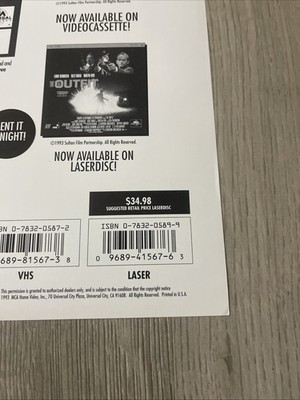 ©1993 Sultan Film Partnership. All Rights Reserved.
NOW AVAILABLE ON
VIDEOCASSETTE!
THE OUTFIT
ENT IT
NIGHT!
©1993 Sultan Film Partnership. All Rights Reserved.
NOW AVAILABLE ON
LASERDISC!
$34.98
SUGGESTED RETAIL PRICE LASERDISC
BN 0-7832-0587-2
ISBN 0-7832-0589-9
9689-81567-3 8
0 9689-41567-6 3
VHS
LASER
This permission is granted to authorized dealers only, and is subject to the condition that the copyright notice
1993 MCA Home Video, Inc., 70 Universal City Plaza, Universal City, CA 91608. All Rights Reserved. Printed in U.S.A